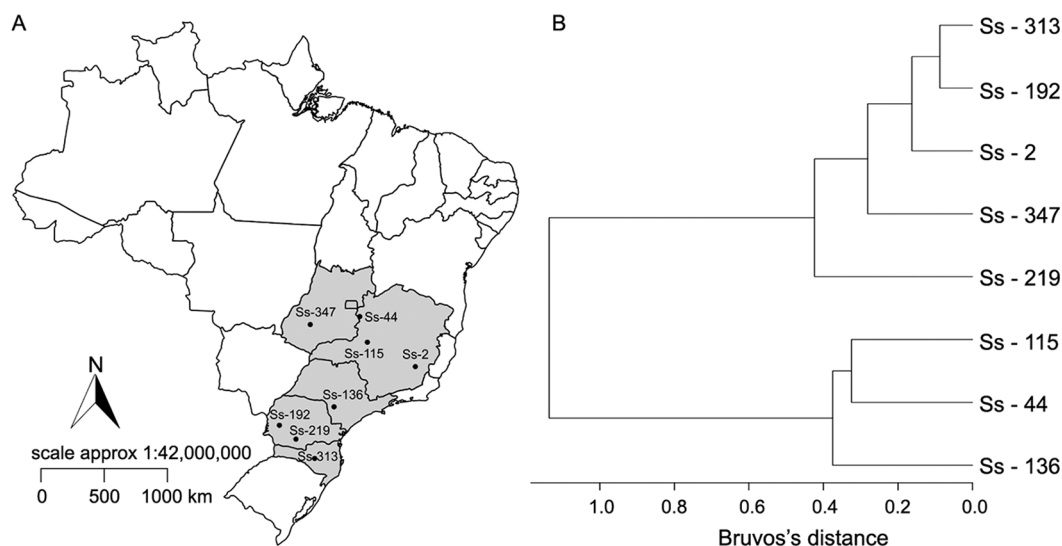 A
Ss-347
Ss-44
Ss-115
Ss-2
Ss-136
Ss-192
Ss-219
Ss-313
N
scale approx 1:42,000,000
0 500 1000 km
B
Ss - 313
Ss - 192
Ss - 2
Ss - 347
Ss - 219
Ss - 115
Ss - 44
Ss - 136
1.0 0.8 0.6 0.4 0.2 0.0
Bruvos's distance